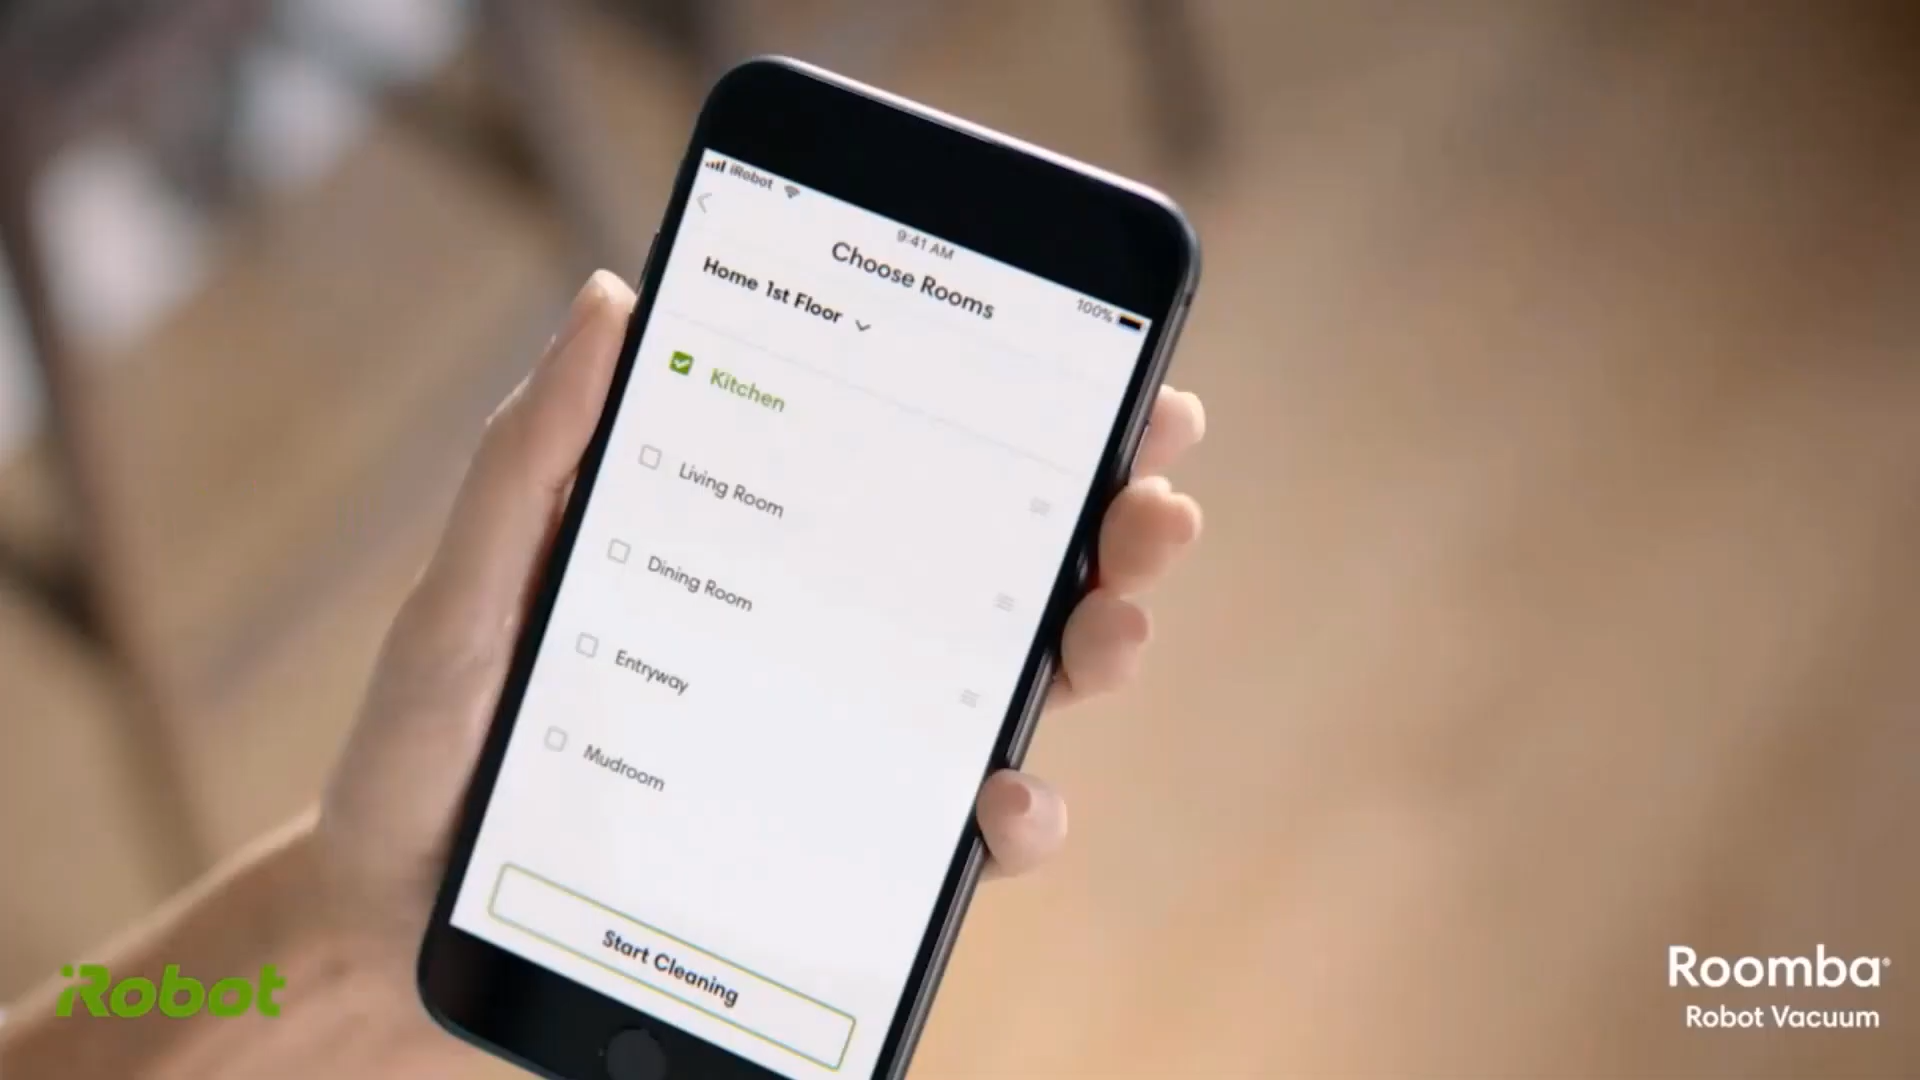 iRobot
9:41 AM
100%
Choose Rooms
Home 1st Floor
Kitchen
Living Room
Dining Room
Entryway
Mudroom
Start Cleaning
iRobot
Roomba®
Robot Vacuum